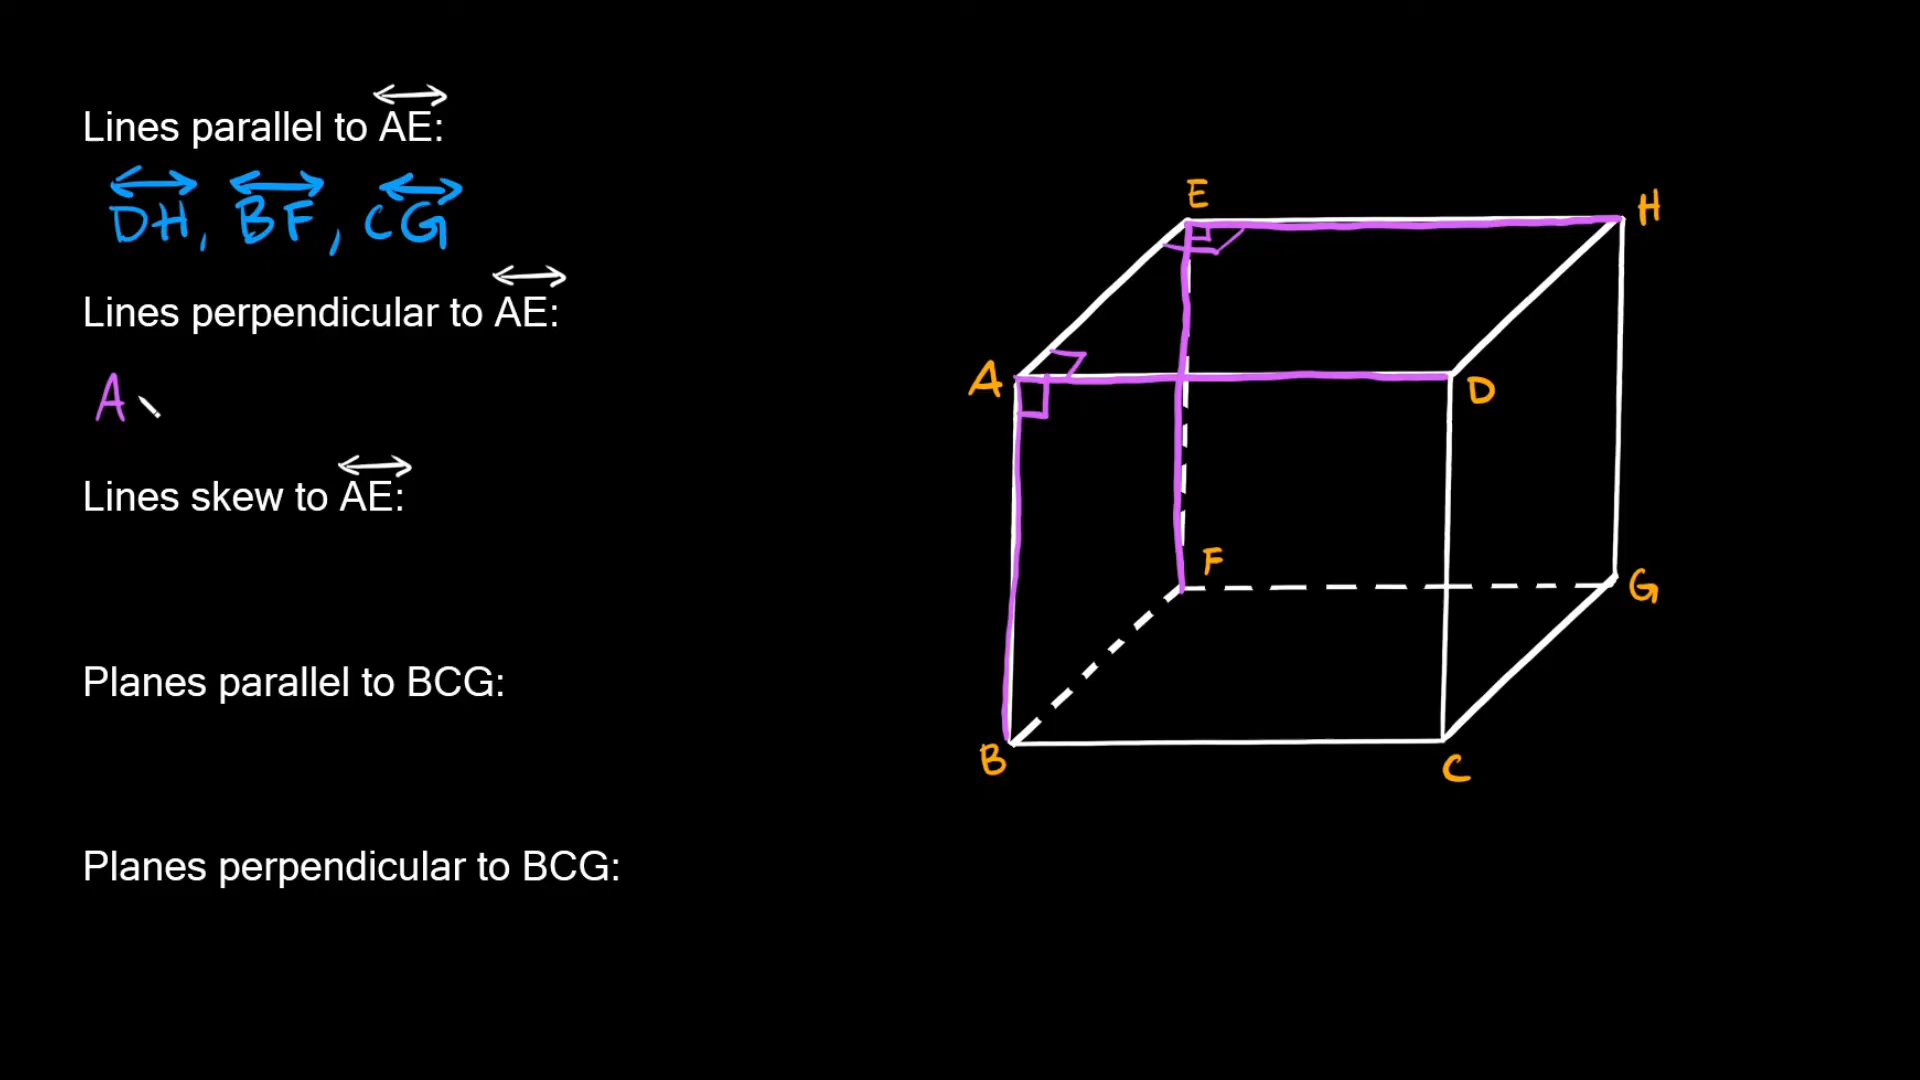 Lines parallel to AE:
DH, BF, CG
Lines perpendicular to AE:
A
Lines skew to AE:
Planes parallel to BCG:
Planes perpendicular to BCG:
E
H
A
D
F
G
B
C